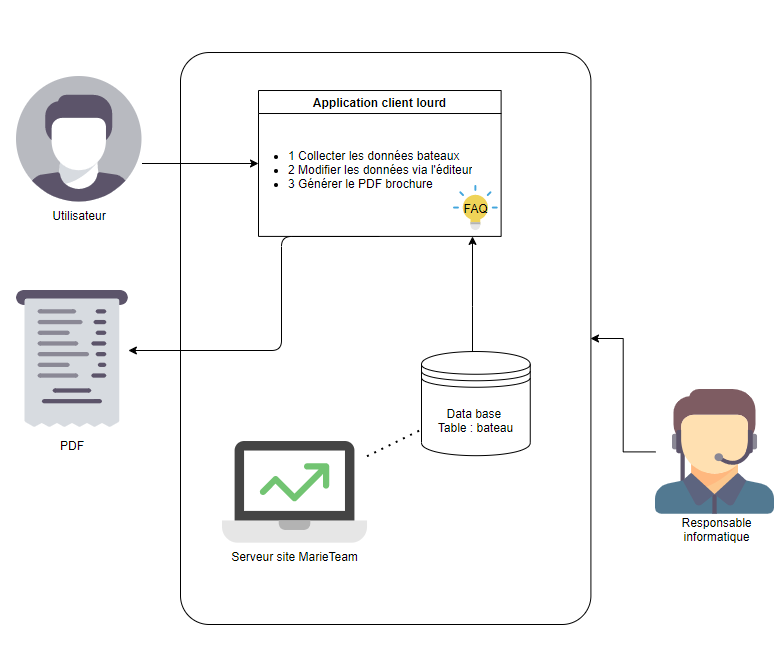 Application client lourd
1 Collecter les données bateaux
2 Modifier les données via l'éditeur
3 Générer le PDF brochure
FAQ
Utilisateur
PDF
Data base
Table : bateau
Serveur site MarieTeam
Responsable
informatique